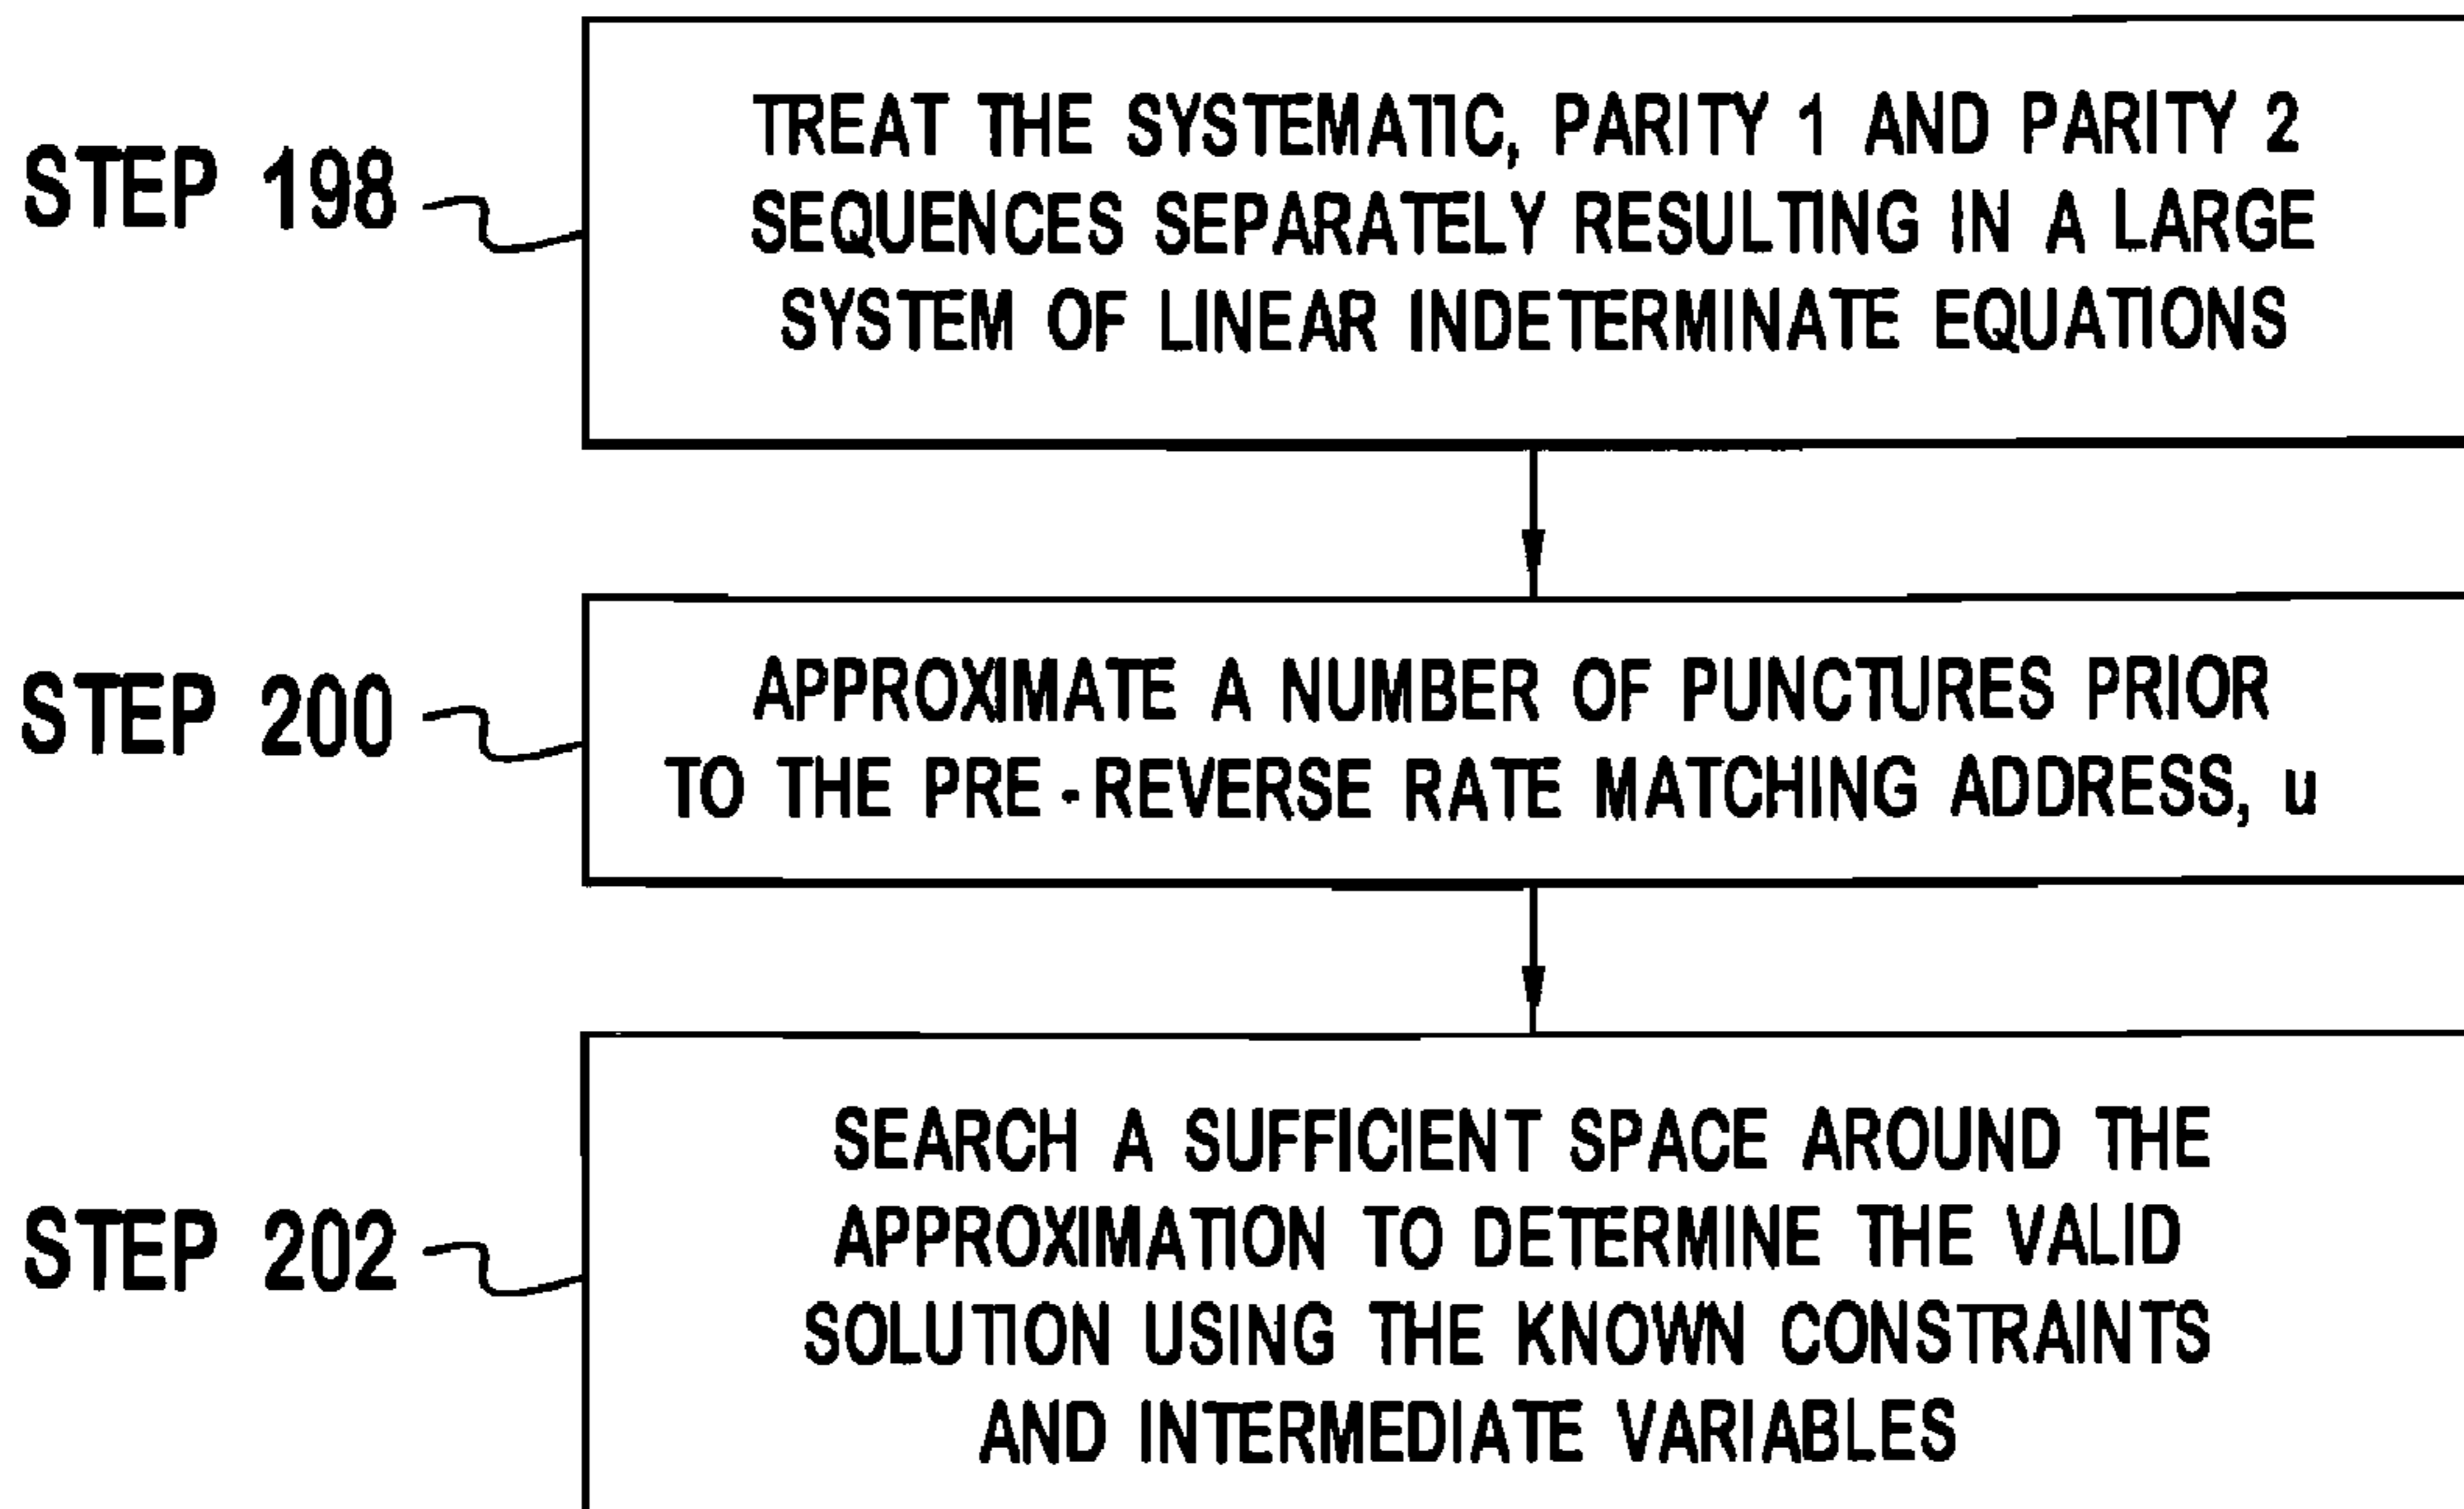 STEP 198
TREAT THE SYSTEMATIC, PARITY 1 AND PARITY 2
SEQUENCES SEPARATELY RESULTING IN A LARGE
SYSTEM OF LINEAR INDETERMINATE EQUATIONS
STEP 200
APPROXIMATE A NUMBER OF PUNCTURES PRIOR
TO THE PRE-REVERSE RATE MATCHING ADDRESS, u
STEP 202
SEARCH A SUFFICIENT SPACE AROUND THE
APPROXIMATION TO DETERMINE THE VALID
SOLUTION USING THE KNOWN CONSTRAINTS
AND INTERMEDIATE VARIABLES